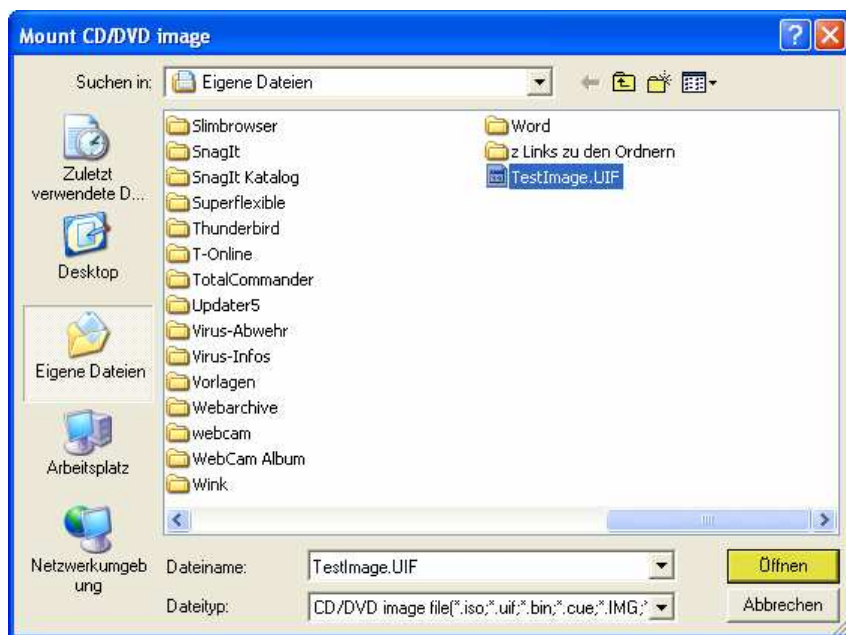 Mount CD/DVD image
Suchen in:
Eigene Dateien
Zuletzt
verwendete D...
Desktop
Eigene Dateien
Arbeitsplatz
Netzwerkumgeb
ung
Slimbrowser
SnagIt
SnagIt Katalog
Superflexible
Thunderbird
T-Online
TotalCommander
Updater5
Virus-Abwehr
Virus-Infos
Vorlagen
Webarchive
webcam
WebCam Album
Wink
Word
z Links zu den Ordnern
TestImage.UIF
Dateiname:
TestImage.UIF
Öffnen
Dateityp:
CD/DVD image file(*.iso;*.uif;*.bin;*.cue;*.IMG;*
Abbrechen